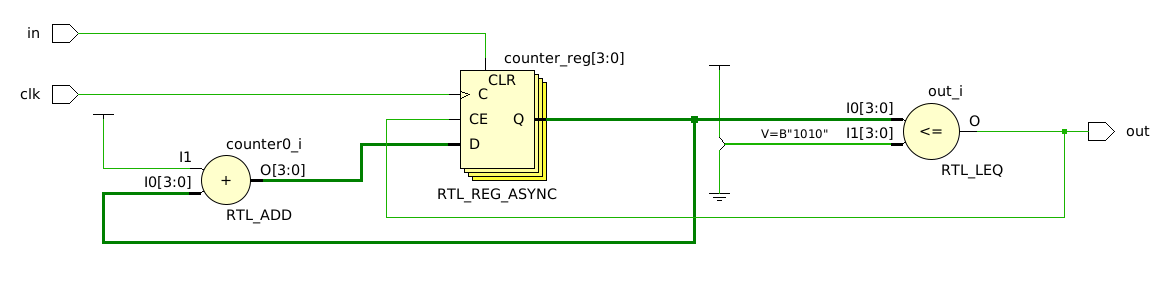 in
counter_reg[3:0]
CLR
clk
C
out_i
CE
Q
I0[3:0]
O
V=B"1010"
I1[3:0]
<=
out
counter0_i
D
I1
O[3:0]
RTL_LEQ
I0[3:0]
+
RTL_REG_ASYNC
RTL_ADD